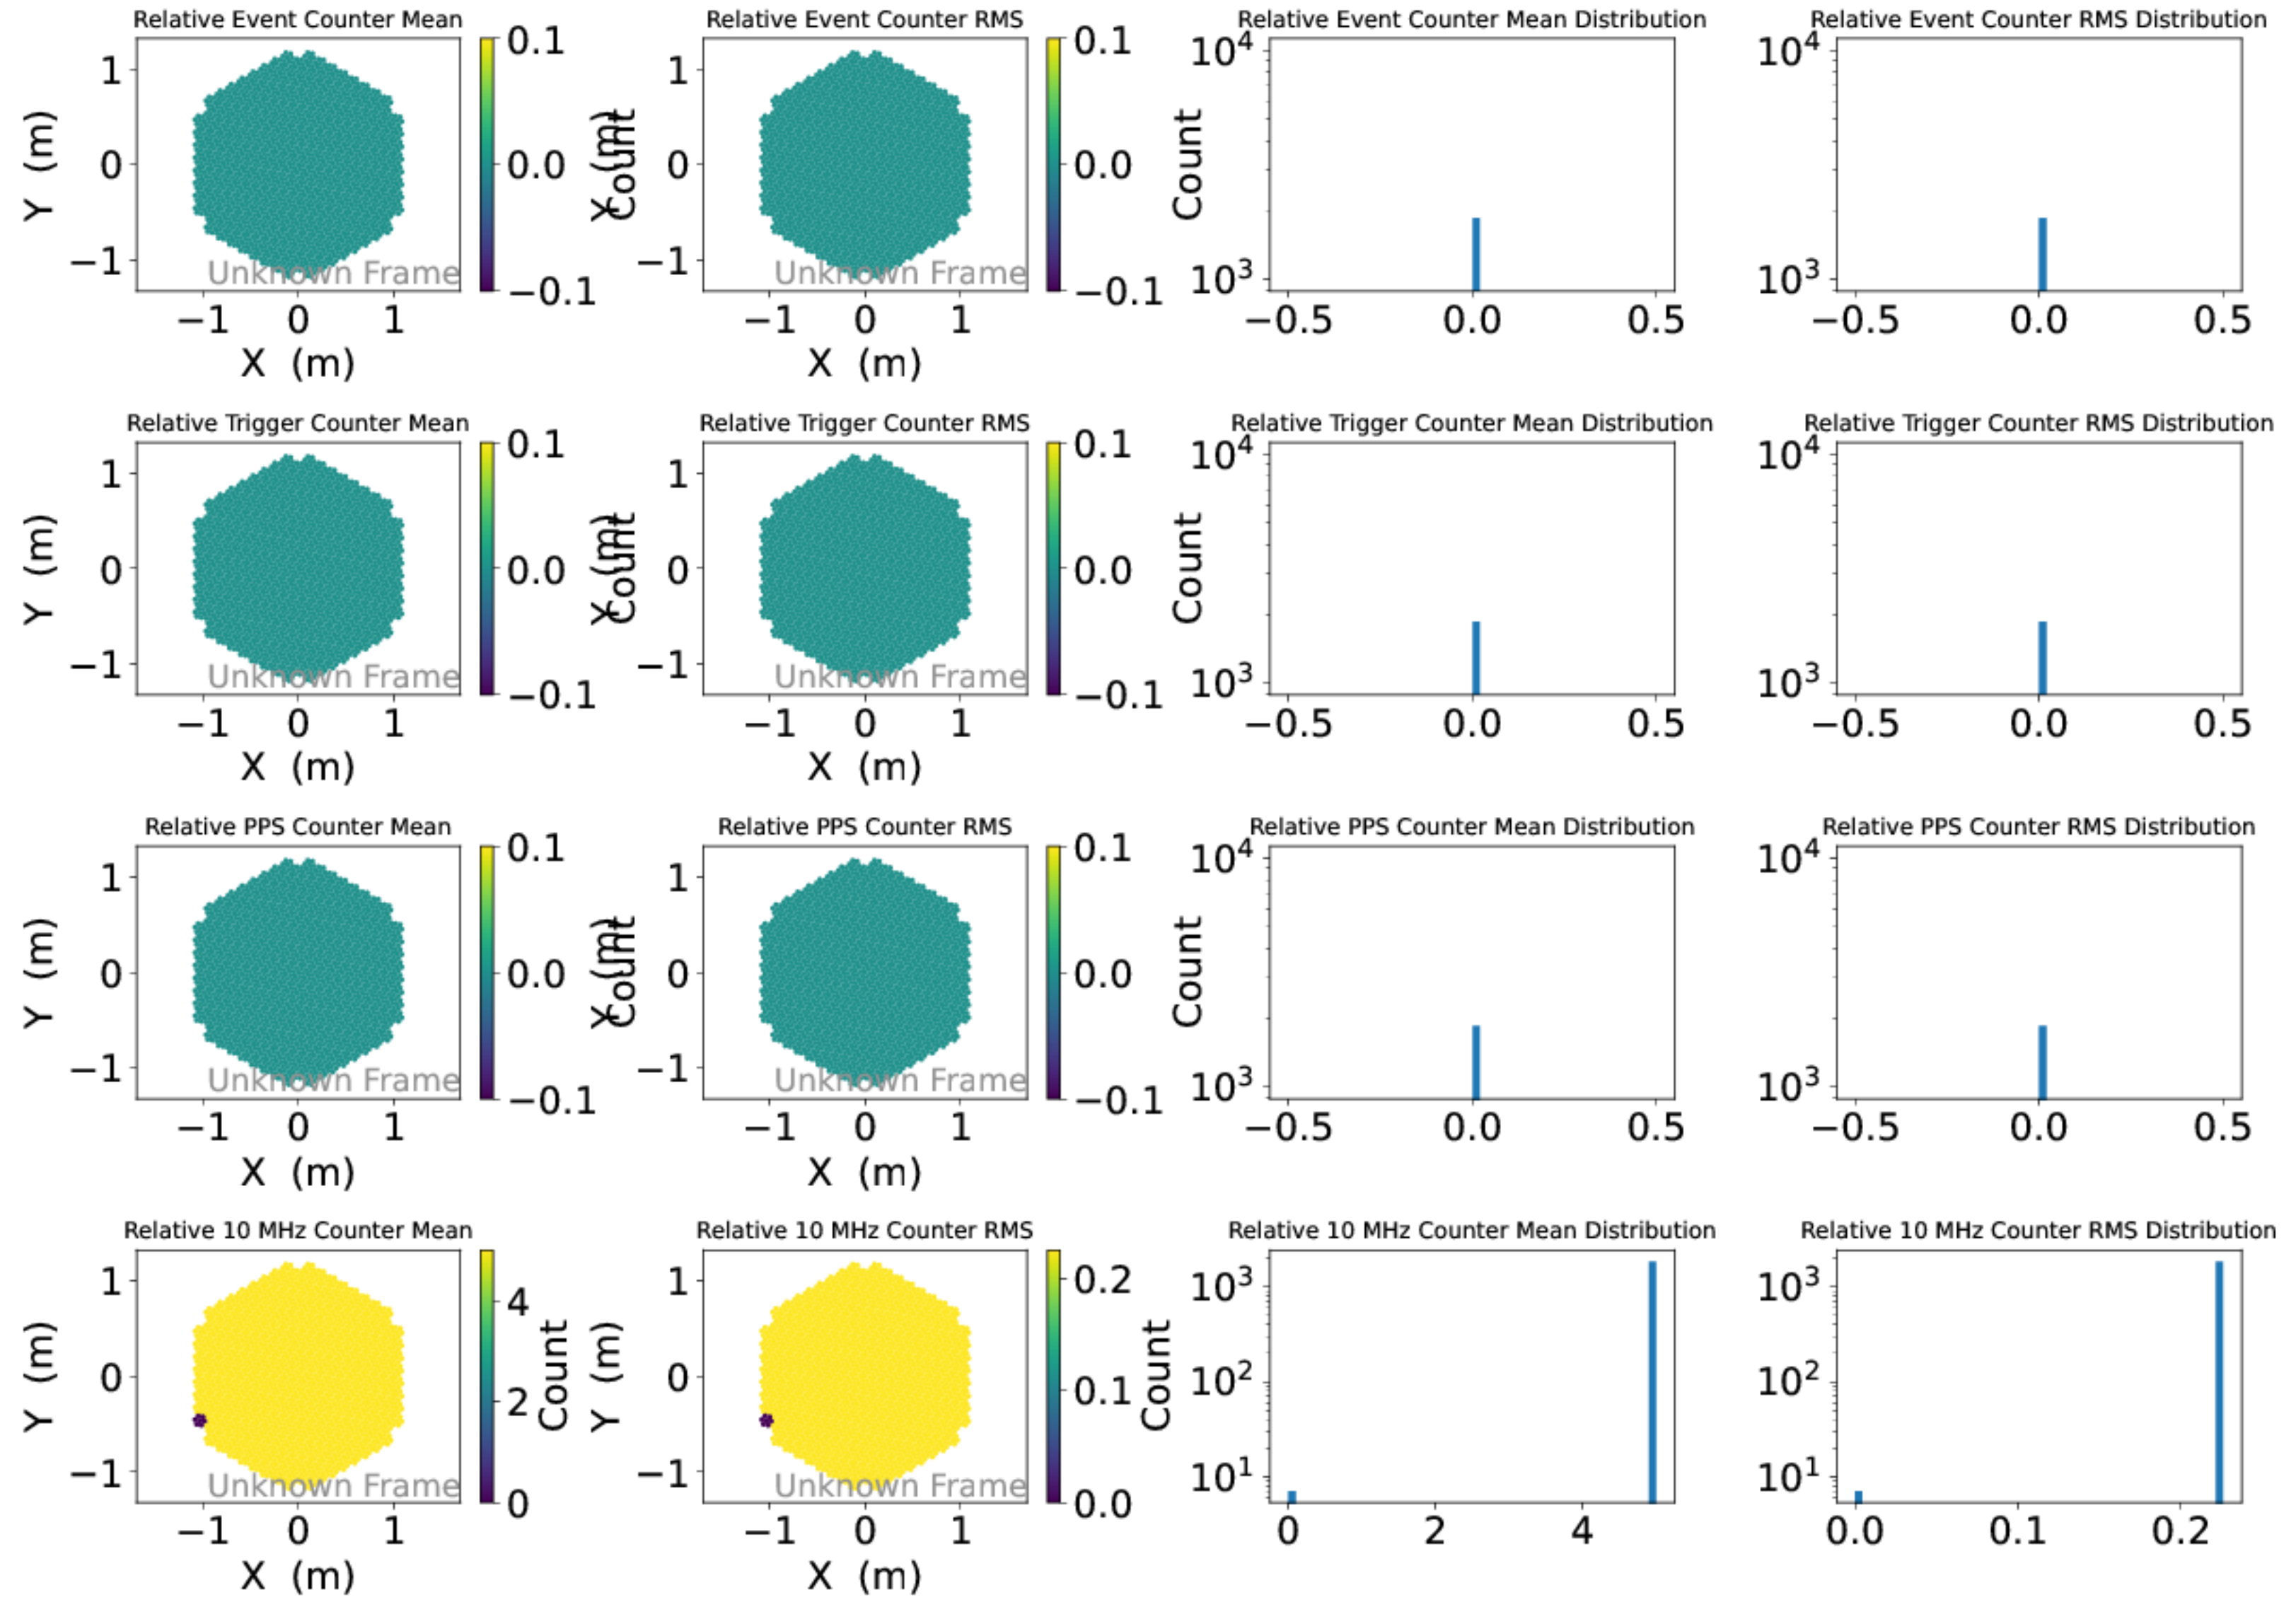 Relative Event Counter Mean
Relative Event Counter RMS
Relative Event Counter Mean Distribution
Relative Event Counter RMS Distribution
Y (m)
1
0
−1
Unknown Frame
−1 0 1
X (m)
0.1
0.0
−0.1
Count
Y (m)
1
0
−1
Unknown Frame
−1 0 1
X (m)
0.1
0.0
−0.1
Count
10⁴
10³
−0.5 0.0 0.5
10⁴
10³
−0.5 0.0 0.5
Relative Trigger Counter Mean
Relative Trigger Counter RMS
Relative Trigger Counter Mean Distribution
Relative Trigger Counter RMS Distribution
Y (m)
1
0
−1
Unknown Frame
−1 0 1
X (m)
0.1
0.0
−0.1
Count
Y (m)
1
0
−1
Unknown Frame
−1 0 1
X (m)
0.1
0.0
−0.1
Count
10⁴
10³
−0.5 0.0 0.5
10⁴
10³
−0.5 0.0 0.5
Relative PPS Counter Mean
Relative PPS Counter RMS
Relative PPS Counter Mean Distribution
Relative PPS Counter RMS Distribution
Y (m)
1
0
−1
Unknown Frame
−1 0 1
X (m)
0.1
0.0
−0.1
Count
Y (m)
1
0
−1
Unknown Frame
−1 0 1
X (m)
0.1
0.0
−0.1
Count
10⁴
10³
−0.5 0.0 0.5
10⁴
10³
−0.5 0.0 0.5
Relative 10 MHz Counter Mean
Relative 10 MHz Counter RMS
Relative 10 MHz Counter Mean Distribution
Relative 10 MHz Counter RMS Distribution
Y (m)
1
0
−1
Unknown Frame
−1 0 1
X (m)
4
2
0
Count
Y (m)
1
0
−1
Unknown Frame
−1 0 1
X (m)
0.2
0.1
0.0
Count
10³
10²
10¹
0 2 4
10³
10²
10¹
0.0 0.1 0.2